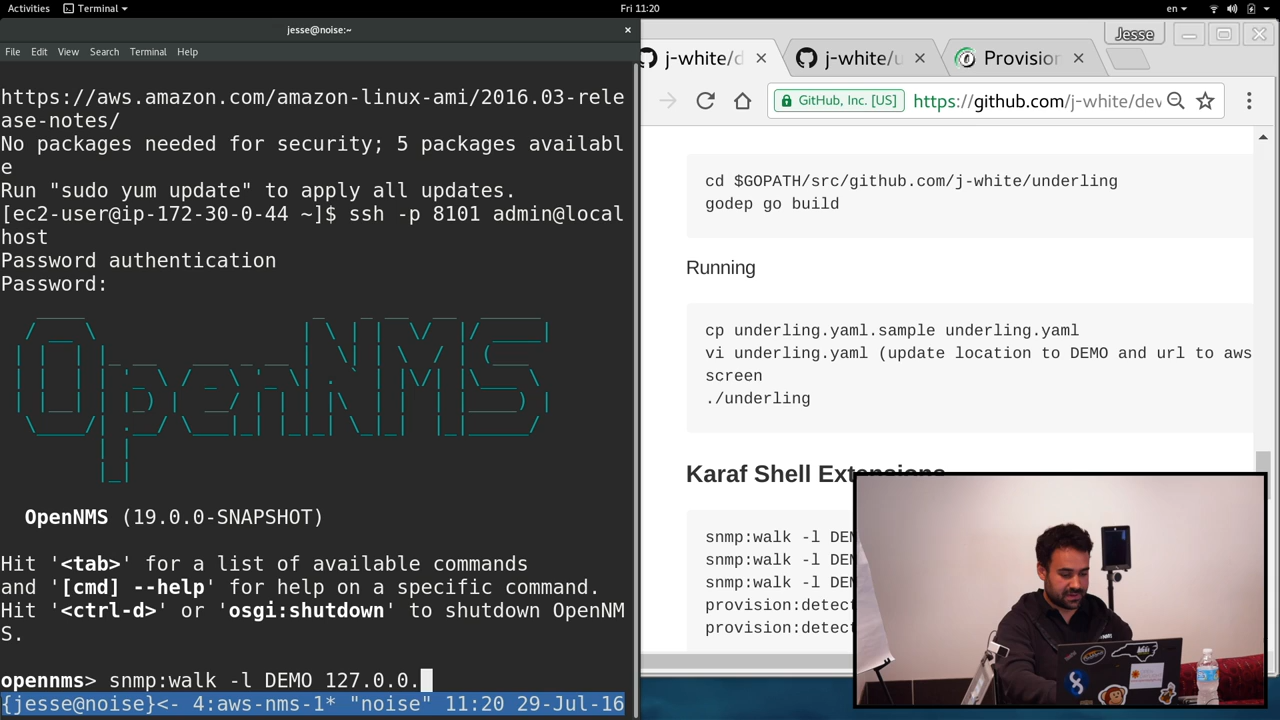 Activities
Terminal
Fri 11:20
en
jesse@noise:~
×
File Edit View Search Terminal Help
https://aws.amazon.com/amazon-linux-ami/2016.03-rele
ase-notes/
No packages needed for security; 5 packages availabl
e
Run "sudo yum update" to apply all updates.
[ec2-user@ip-172-30-0-44 ~]$ ssh -p 8101 admin@local
host
Password authentication
Password:
OpenNMS
OpenNMS (19.0.0-SNAPSHOT)
Hit '<tab>' for a list of available commands
and '[cmd] --help' for help on a specific command.
Hit '<ctrl-d>' or 'osgi:shutdown' to shutdown OpenNM
S.
opennms> snmp:walk -l DEMO 127.0.0.
{jesse@noise}<- 4:aws-nms-1* "noise" 11:20 29-Jul-16
Jesse
j-white/d
j-white/u
Provision
GitHub, Inc. [US]
https://github.com/j-white/dev
cd $GOPATH/src/github.com/j-white/underling
godep go build
Running
cp underling.yaml.sample underling.yaml
vi underling.yaml (update location to DEMO and url to aws
screen
./underling
Karaf Shell Extensions
snmp:walk -l DEM
snmp:walk -l DEM
snmp:walk -l DEM
provision:detect
provision:detect